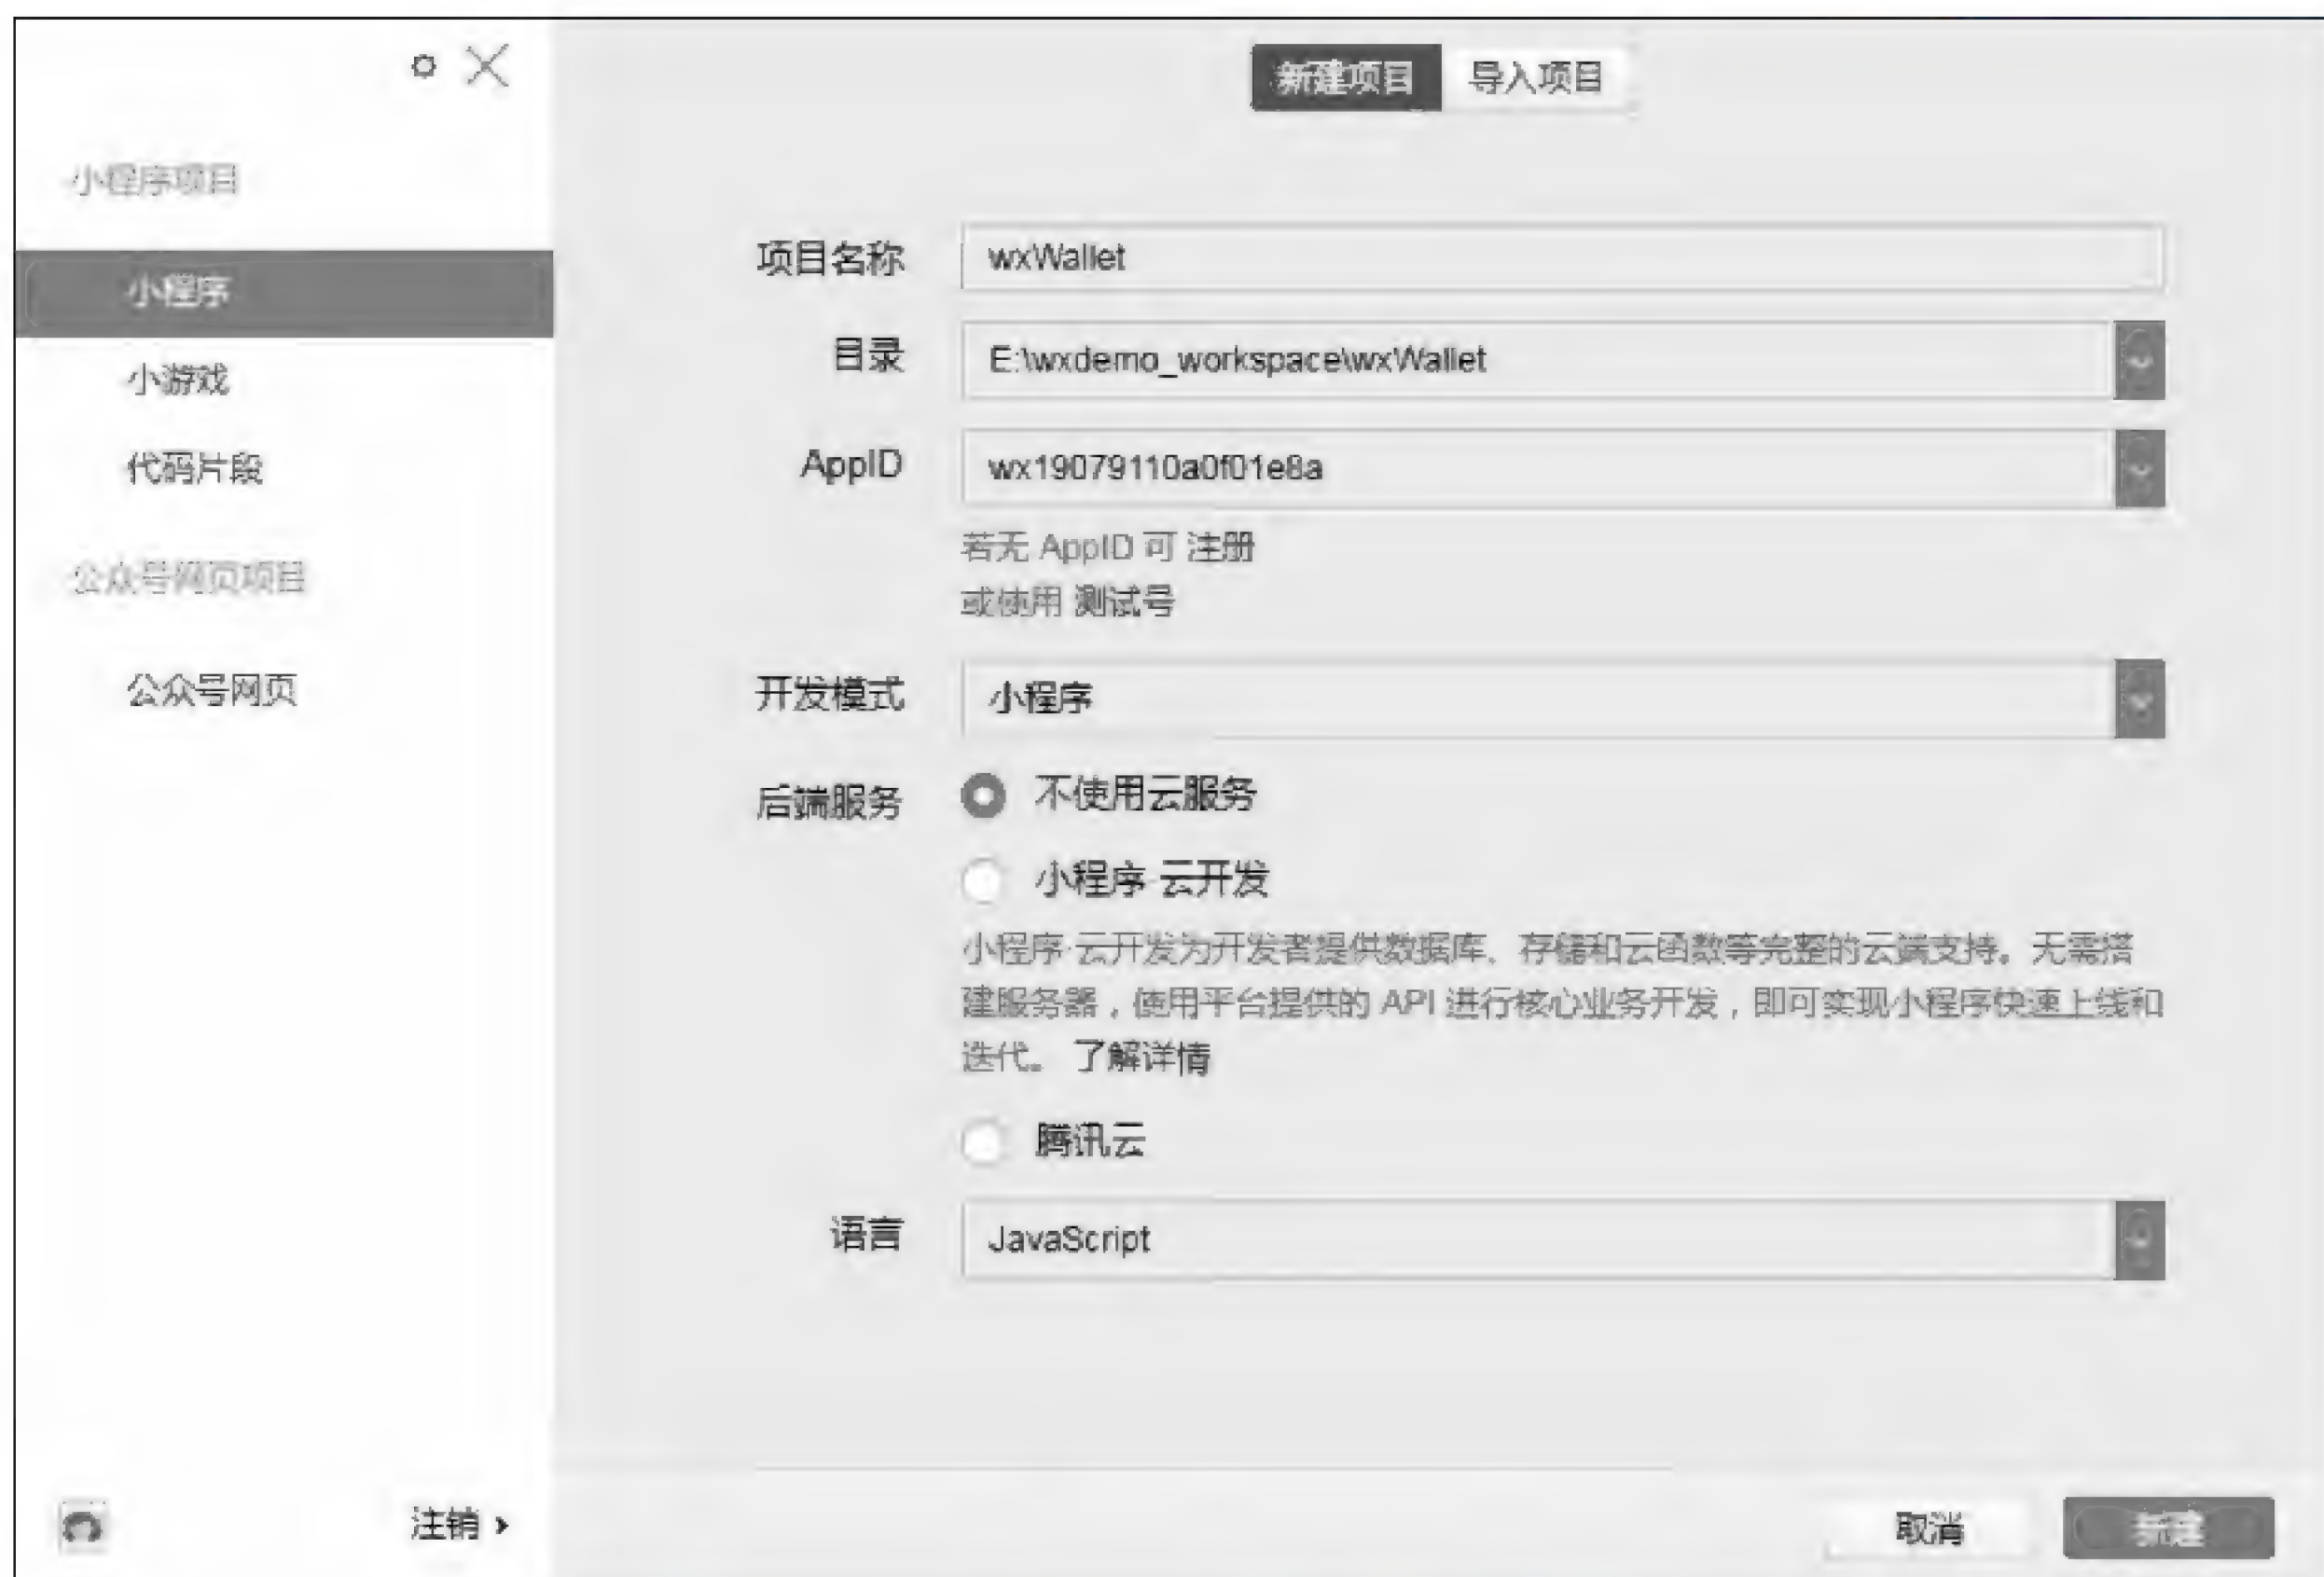 新建项目 导入项目
小程序项目
小程序
小游戏
代码片段
公众号网页项目
公众号网页
注销
项目名称 wxWallet
目录 E:\wxdemo_workspace\wxWallet
AppID wx19079110a0f01e8a
若无 AppID 可 注册
或使用 测试号
开发模式 小程序
后端服务 不使用云服务
小程序·云开发
小程序·云开发为开发者提供数据库、存储和云函数等完整的云端支持。无需搭
建服务器，使用平台提供的 API 进行核心业务开发，即可实现小程序快速上线和
迭代。 了解详情
腾讯云
语言 JavaScript
取消 新建